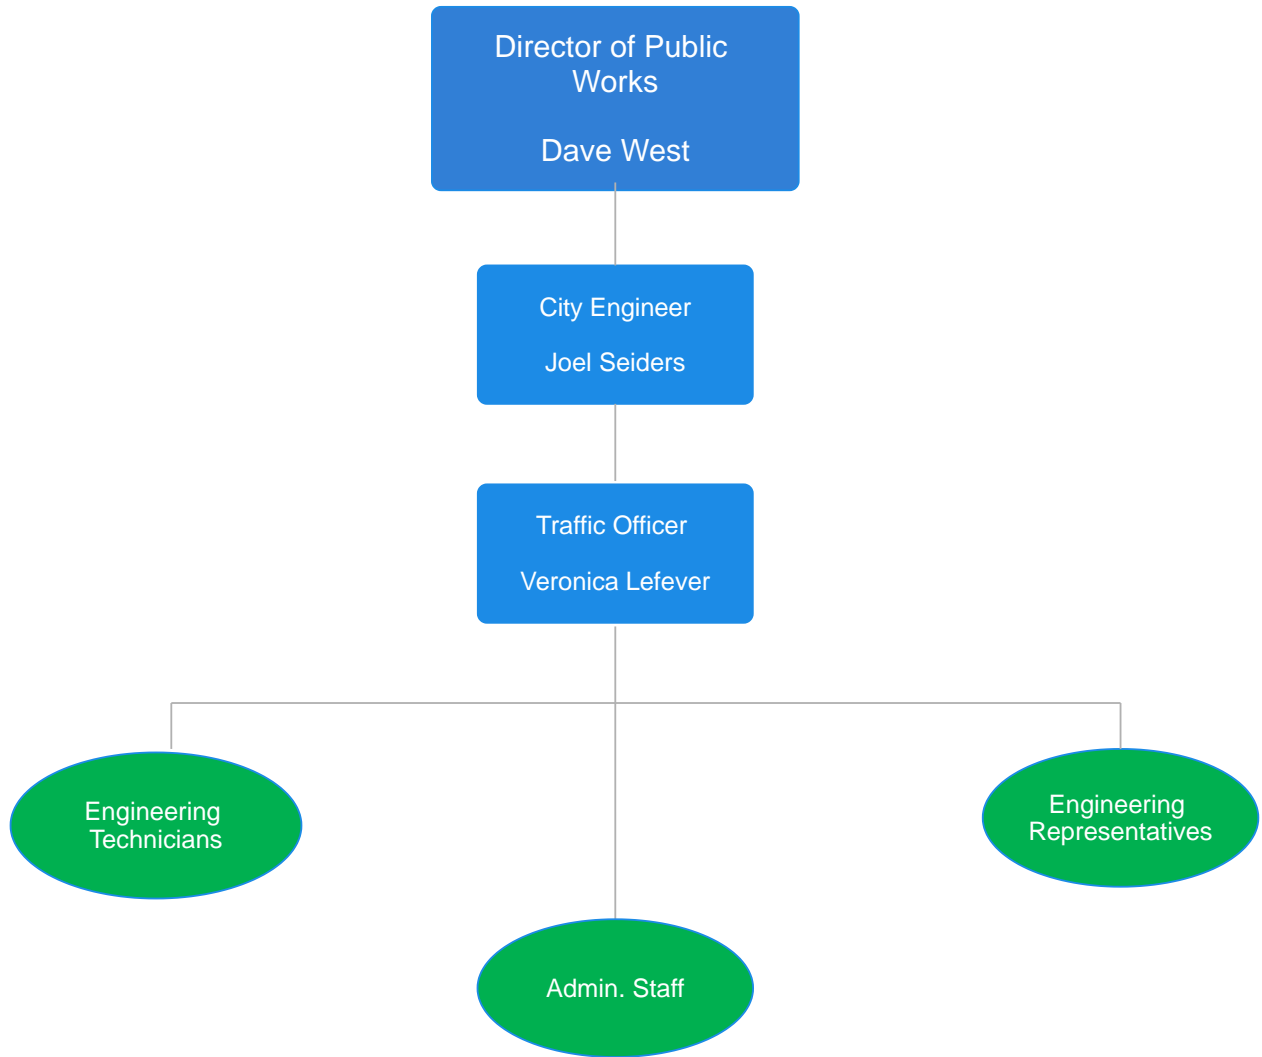 Director of Public
Works
Dave West
City Engineer
Joel Seiders
Traffic Officer
Veronica Lefever
Engineering
Technicians
Engineering
Representatives
Admin. Staff